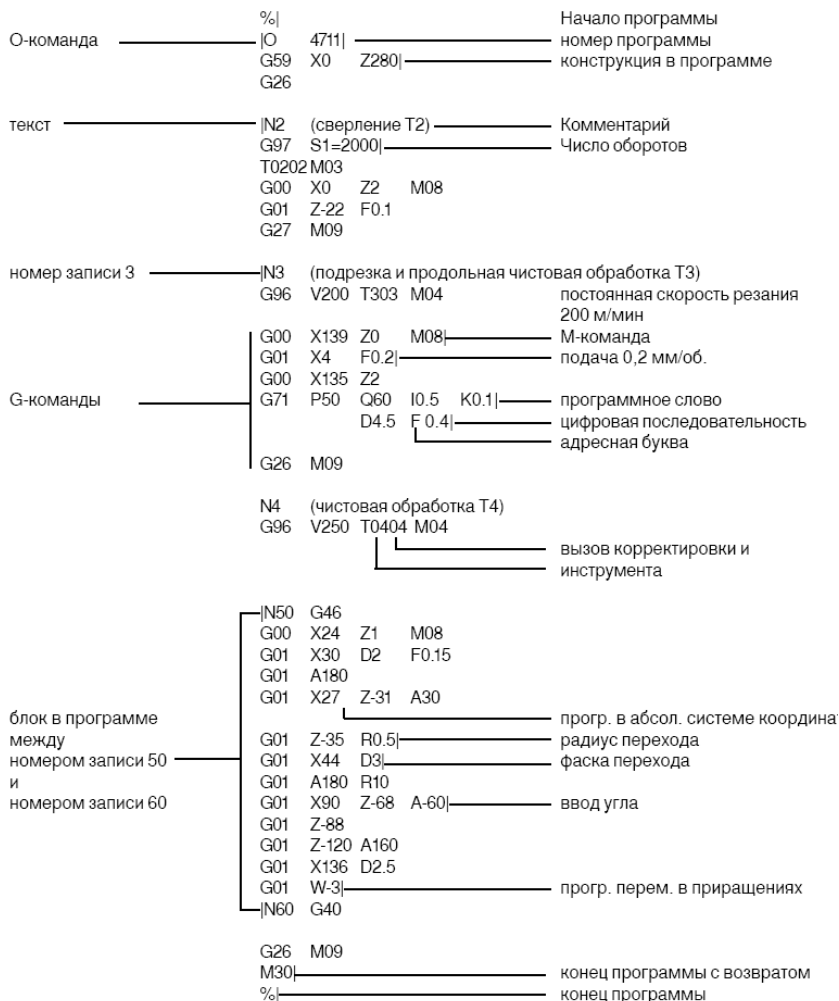 %| Начало программы
О-команда |O 4711| номер программы
G59 X0 Z280| конструкция в программе
G26
текст |N2 (сверление T2) Комментарий
G97 S1=2000| Число оборотов
T0202 M03
G00 X0 Z2 M08
G01 Z-22 F0.1
G27 M09
номер записи 3 |N3 (подрезка и продольная чистовая обработка T3)
G96 V200 T303 M04 постоянная скорость резания
200 м/мин
G00 X139 Z0 M08| М-команда
G01 X4 F0.2| подача 0,2 мм/об.
G00 X135 Z2
G-команды G71 P50 Q60 I0.5 K0.1| программное слово
D4.5 F 0.4| цифровая последовательность
адресная буква
G26 M09
N4 (чистовая обработка T4)
G96 V250 T0404 M04
вызов корректировки и
инструмента
|N50 G46
G00 X24 Z1 M08
G01 X30 D2 F0.15
G01 A180
G01 X27 Z-31 A30
блок в программе прогр. в абсол. системе координа
между G01 Z-35 R0.5| радиус перехода
номером записи 50 G01 X44 D3| фаска перехода
и G01 A180 R10
номером записи 60 G01 X90 Z-68 A-60| ввод угла
G01 Z-88
G01 Z-120 A160
G01 X136 D2.5
G01 W-3| прогр. перем. в приращениях
|N60 G40
G26 M09
M30| конец программы с возвратом
%| конец программы